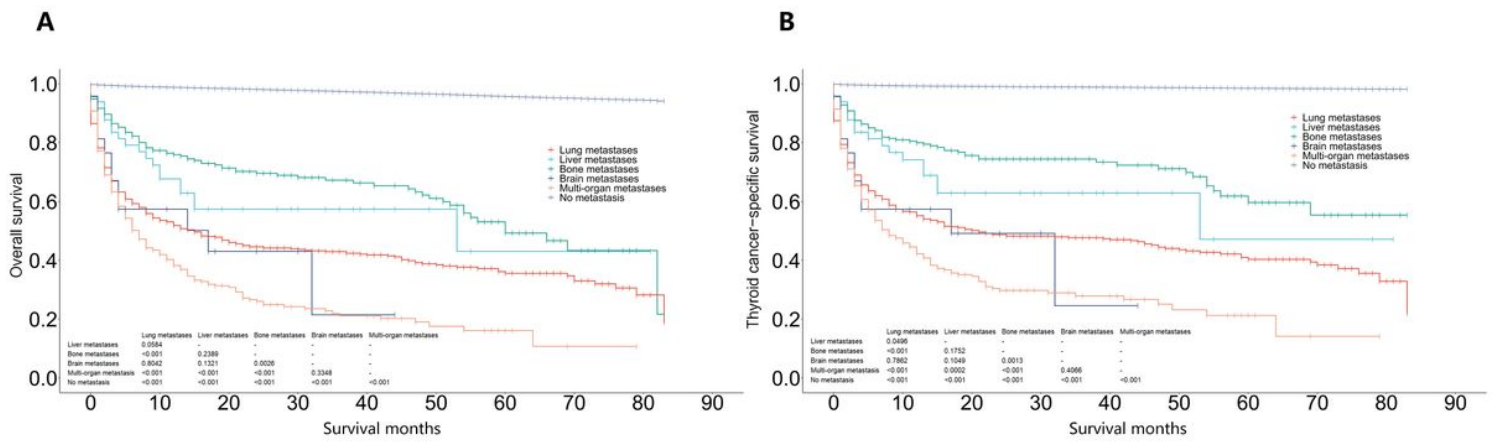 A
Overall survival
1.0
0.8
0.6
0.4
0.2
0.0
Lung metastases
Liver metastases
Bone metastases
Brain metastases
Multi-organ metastases
No metastasis
Lung metastases Liver metastases Bone metastases Brain metastases Multi-organ metastases
Liver metastases 0.0584 - - - -
Bone metastases <0.001 0.2389 - - -
Brain metastases 0.8042 0.1321 0.0026 - -
Multi-organ metastasis <0.001 <0.001 <0.001 0.3348 -
No metastasis <0.001 <0.001 <0.001 <0.001 <0.001
0 10 20 30 40 50 60 70 80 90
Survival months
B
Thyroid cancer-specific survival
1.0
0.8
0.6
0.4
0.2
0.0
Lung metastases
Liver metastases
Bone metastases
Brain metastases
Multi-organ metastases
No metastasis
Lung metastases Liver metastases Bone metastases Brain metastases Multi-organ metastases
Liver metastases 0.0496 - - - -
Bone metastases <0.001 0.1752 - - -
Brain metastases 0.7862 0.1049 0.0013 - -
Multi-organ metastasis <0.001 0.0002 <0.001 0.4066 -
No metastasis <0.001 <0.001 <0.001 <0.001 <0.001
0 10 20 30 40 50 60 70 80 90
Survival months